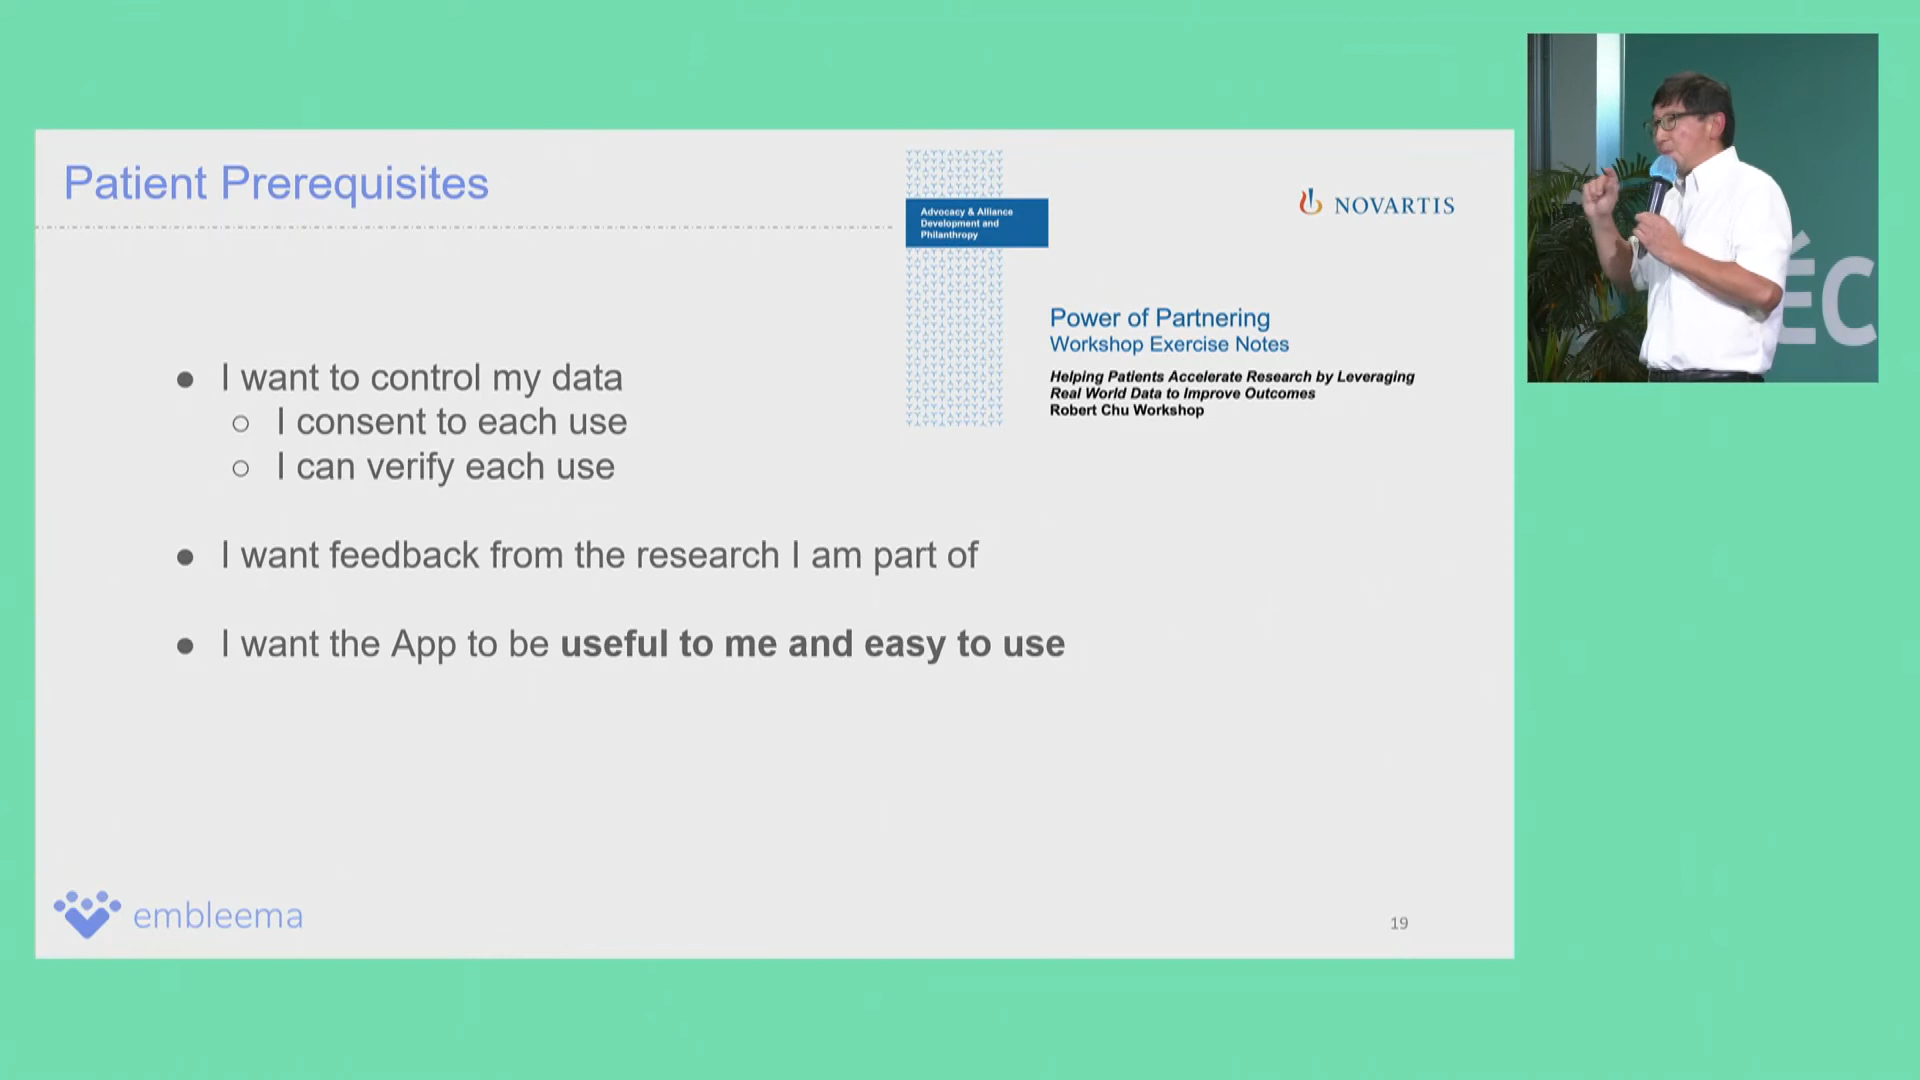 Patient Prerequisites
Advocacy & Alliance
Development and
Philanthropy
NOVARTIS
Power of Partnering
Workshop Exercise Notes
Helping Patients Accelerate Research by Leveraging
Real World Data to Improve Outcomes
Robert Chu Workshop
● I want to control my data
○ I consent to each use
○ I can verify each use
● I want feedback from the research I am part of
● I want the App to be useful to me and easy to use
embleema
19
ÉC